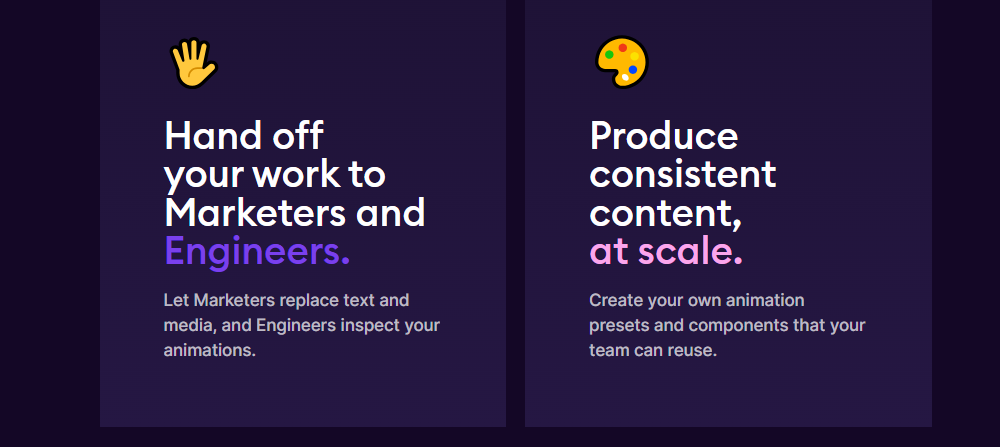 Hand off
your work to
Marketers and
Engineers.
Let Marketers replace text and
media, and Engineers inspect your
animations.
Produce
consistent
content,
at scale.
Create your own animation
presets and components that your
team can reuse.